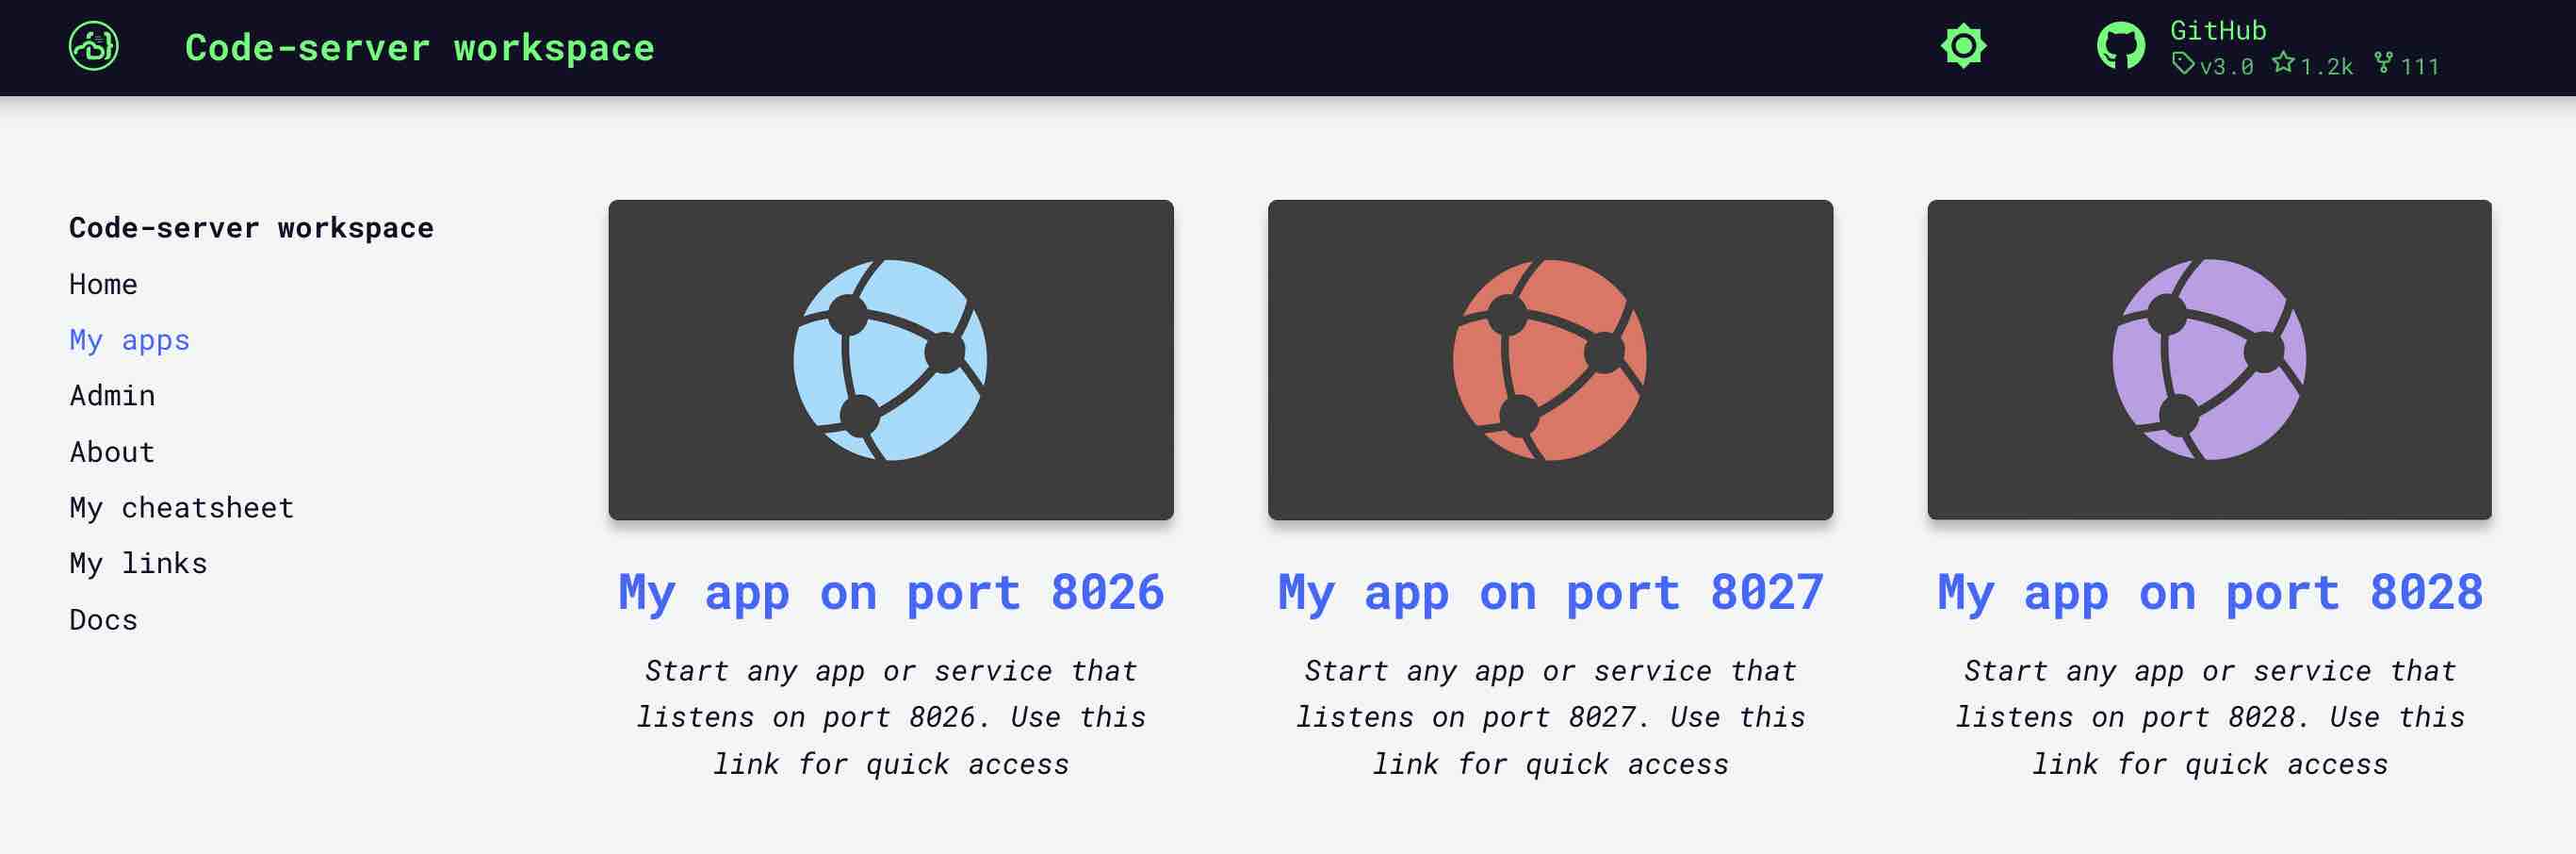 Code-server workspace
GitHub
v3.0 1.2k 111
Code-server workspace
Home
My apps
Admin
About
My cheatsheet
My links
Docs
My app on port 8026
Start any app or service that
listens on port 8026. Use this
link for quick access
My app on port 8027
Start any app or service that
listens on port 8027. Use this
link for quick access
My app on port 8028
Start any app or service that
listens on port 8028. Use this
link for quick access